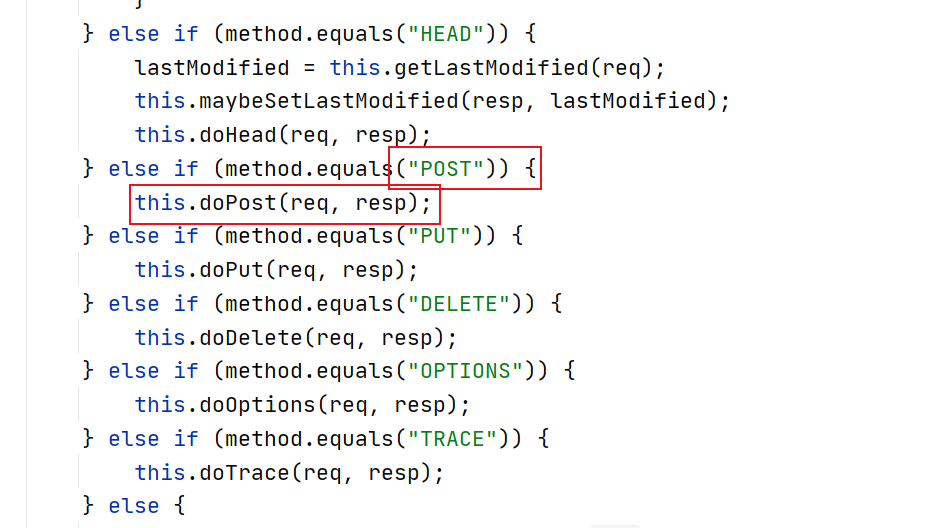 }
} else if (method.equals("HEAD")) {
lastModified = this.getLastModified(req);
this.maybeSetLastModified(resp, lastModified);
this.doHead(req, resp);
} else if (method.equals("POST")) {
this.doPost(req, resp);
} else if (method.equals("PUT")) {
this.doPut(req, resp);
} else if (method.equals("DELETE")) {
this.doDelete(req, resp);
} else if (method.equals("OPTIONS")) {
this.doOptions(req, resp);
} else if (method.equals("TRACE")) {
this.doTrace(req, resp);
} else {